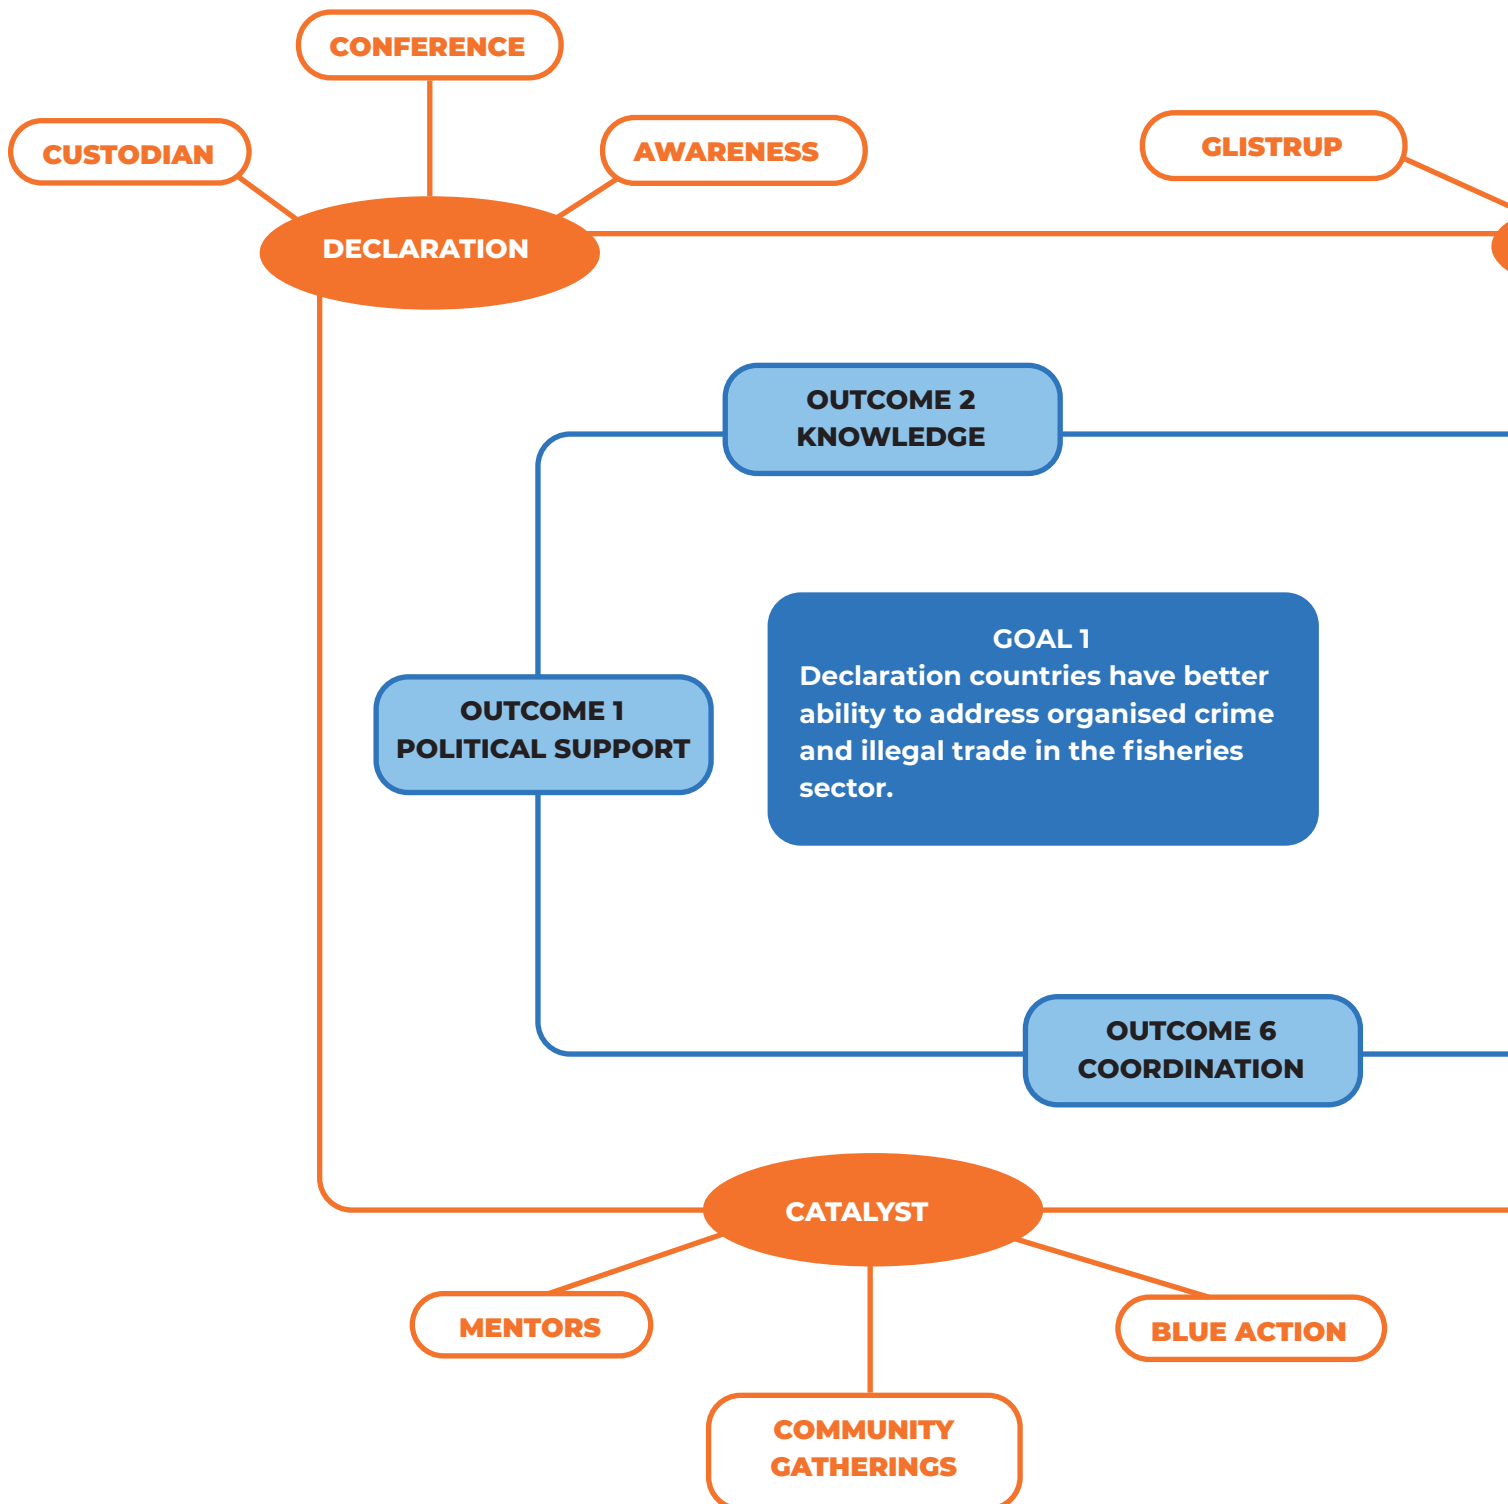 CONFERENCE
CUSTODIAN
AWARENESS
GLISTRUP
DECLARATION
OUTCOME 2
KNOWLEDGE
GOAL 1
Declaration countries have better
ability to address organised crime
and illegal trade in the fisheries
sector.
OUTCOME 1
POLITICAL SUPPORT
OUTCOME 6
COORDINATION
CATALYST
MENTORS
BLUE ACTION
COMMUNITY
GATHERINGS